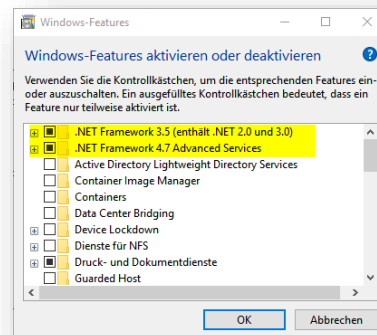 Windows-Features
Windows-Features aktivieren oder deaktivieren
?
Verwenden Sie die Kontrollkästchen, um die entsprechenden Features ein-
oder auszuschalten. Ein ausgefülltes Kontrollkästchen bedeutet, dass ein
Feature nur teilweise aktiviert ist.
.NET Framework 3.5 (enthält .NET 2.0 und 3.0)
.NET Framework 4.7 Advanced Services
Active Directory Lightweight Directory Services
Container Image Manager
Containers
Data Center Bridging
Device Lockdown
Dienste für NFS
Druck- und Dokumentdienste
Guarded Host
OK
Abbrechen